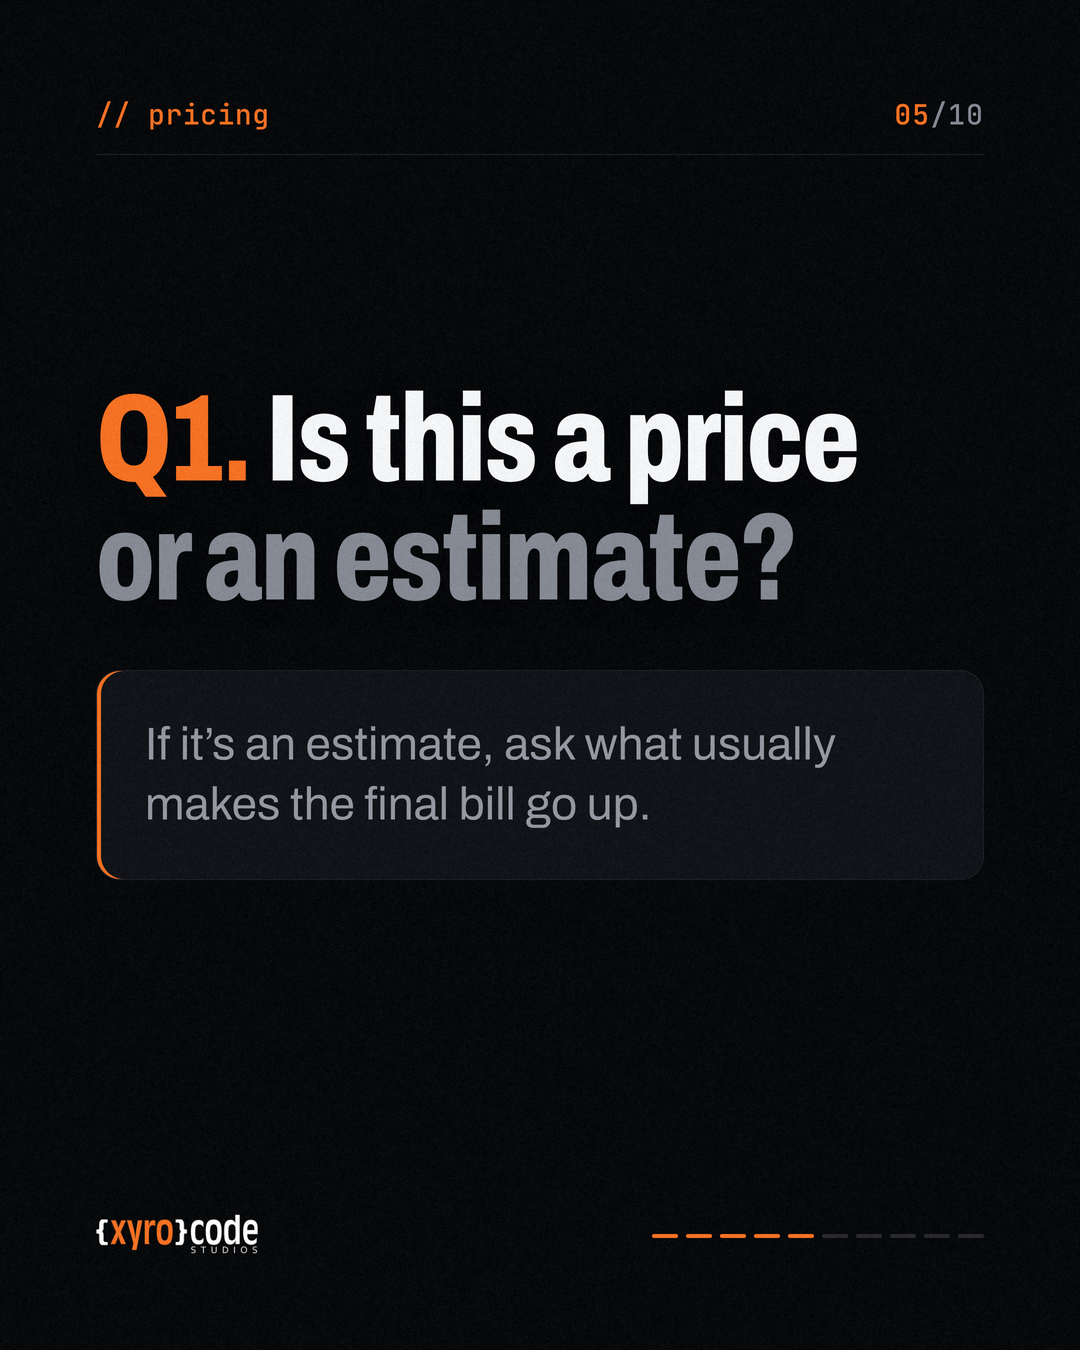 // pricing
05/10
Q1. Is this a price
or an estimate?
If it’s an estimate, ask what usually
makes the final bill go up.
{xyro}code
STUDIOS